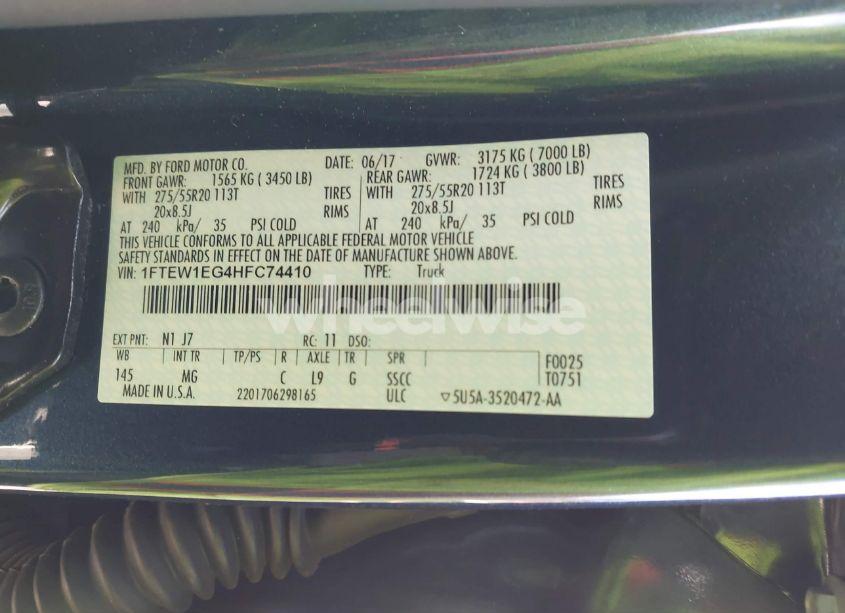 MFD. BY FORD MOTOR CO. DATE: 06/17 GVWR: 3175 KG ( 7000 LB)
FRONT GAWR: 1565 KG ( 3450 LB) REAR GAWR: 1724 KG ( 3800 LB)
WITH 275/55R20 113T TIRES WITH 275/55R20 113T TIRES
20x8.5J RIMS 20x8.5J RIMS
AT 240 kPa/ 35 PSI COLD AT 240 kPa/ 35 PSI COLD
THIS VEHICLE CONFORMS TO ALL APPLICABLE FEDERAL MOTOR VEHICLE
SAFETY STANDARDS IN EFFECT ON THE DATE OF MANUFACTURE SHOWN ABOVE.
VIN: 1FTEW1EG4HFC74410 TYPE: Truck
wheelwise
EXT PNT: N1 J7 RC: 11 DSO:
WB INT TR TP/PS R AXLE TR SPR F0025
145 MG C L9 G SSCC T0751
MADE IN U.S.A. 2201706298165 ULC ▽5U5A-3520472-AA